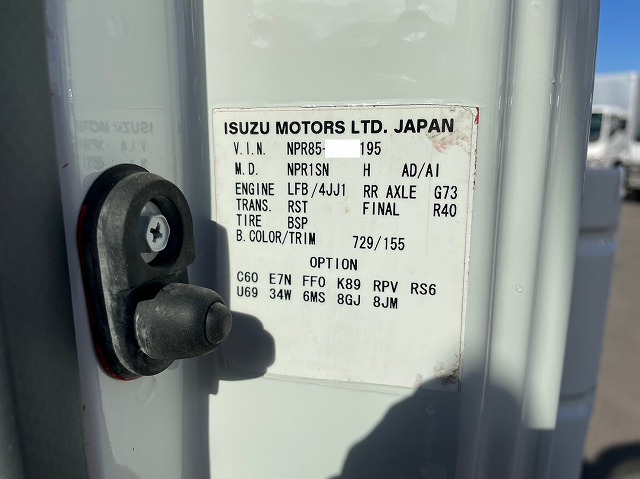 ISUZU MOTORS LTD. JAPAN
V.I.N. NPR85- 195
M.D. NPR1SN H AD/AI
ENGINE LFB/4JJ1 RR AXLE G73
TRANS. RST FINAL R40
TIRE BSP
B.COLOR/TRIM 729/155
OPTION
C60 E7N FF0 K89 RPV RS6
U69 34W 6MS 8GJ 8JM